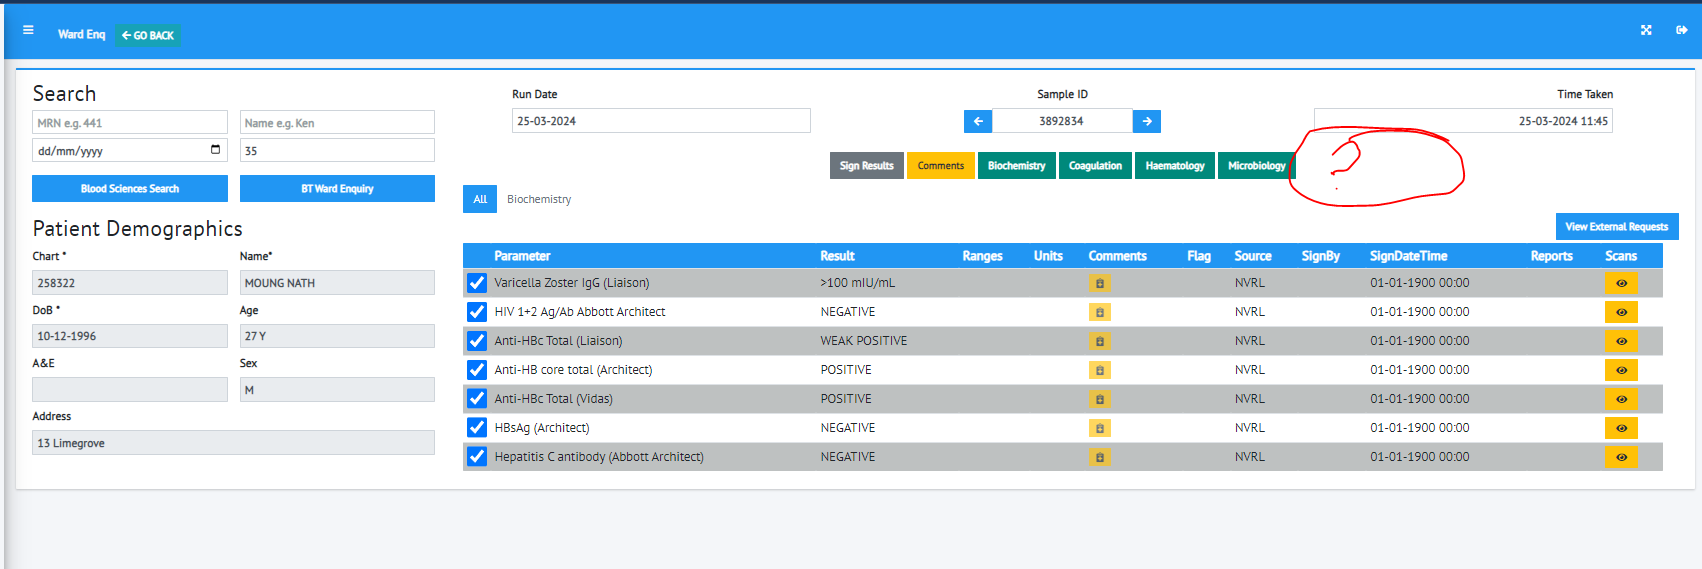 Ward Enq GO BACK
Search
MRN e.g. 441 Name e.g. Ken
dd/mm/yyyy 35
Blood Sciences Search BT Ward Enquiry
Patient Demographics
Chart * Name*
258322 MOUNG NATH
DoB * Age
10-12-1996 27 Y
A&E Sex
M
Address
13 Limegrove
Run Date Sample ID Time Taken
25-03-2024 3892834 25-03-2024 11:45
Sign Results Comments Biochemistry Coagulation Haematology Microbiology ?
All Biochemistry
View External Requests
Parameter Result Ranges Units Comments Flag Source SignBy SignDateTime Reports Scans
Varicella Zoster IgG (Liaison) >100 mIU/mL NVRL 01-01-1900 00:00
HIV 1+2 Ag/Ab Abbott Architect NEGATIVE NVRL 01-01-1900 00:00
Anti-HBc Total (Liaison) WEAK POSITIVE NVRL 01-01-1900 00:00
Anti-HB core total (Architect) POSITIVE NVRL 01-01-1900 00:00
Anti-HBc Total (Vidas) POSITIVE NVRL 01-01-1900 00:00
HBsAg (Architect) NEGATIVE NVRL 01-01-1900 00:00
Hepatitis C antibody (Abbott Architect) NEGATIVE NVRL 01-01-1900 00:00